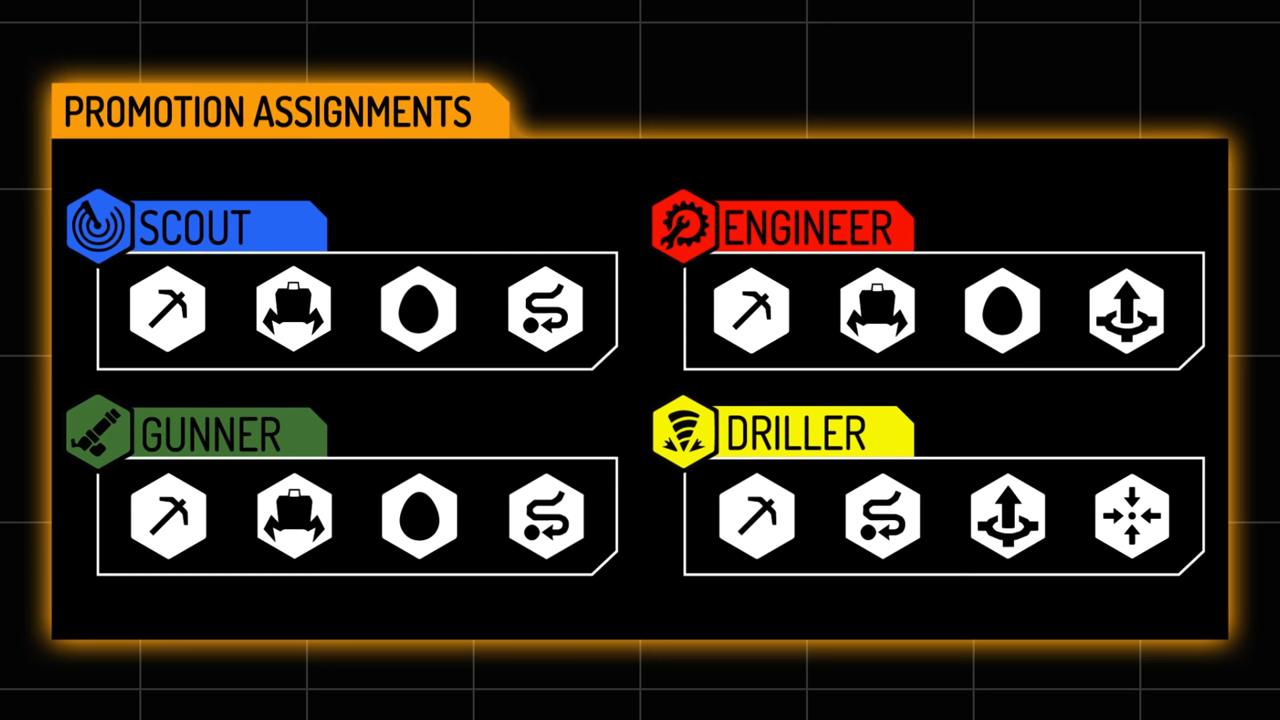 PROMOTION ASSIGNMENTS
SCOUT
ENGINEER
GUNNER
DRILLER